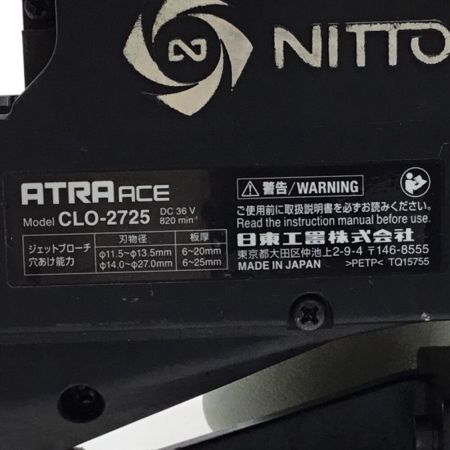 NITTO
ATRA ACE
Model CLO-2725 DC 36 V 820 min⁻¹
ジェットブローチ 穴あけ能力 刃物径 板厚
φ11.5~φ13.5mm 6~20mm
φ14.0~φ27.0mm 6~25mm
警告/WARNING
ご使用前に取扱説明書を必ずお読みください。
Read the instruction manual before use.
日東工器株式会社
東京都大田区仲池上2-9-4 〒146-8555
MADE IN JAPAN >PETP< TQ15755